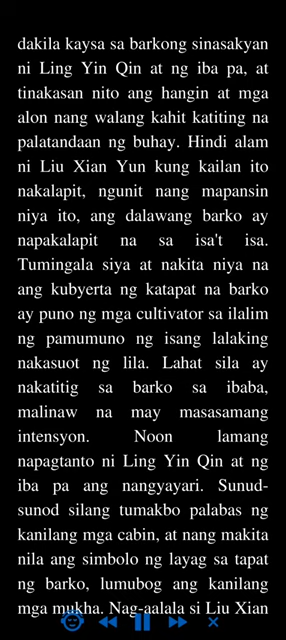 dakila kaysa sa barkong sinasakyan
ni Ling Yin Qin at ng iba pa, at
tinakasan nito ang hangin at mga
alon nang walang kahit katiting na
palatandaan ng buhay. Hindi alam
ni Liu Xian Yun kung kailan ito
nakalapit, ngunit nang mapansin
niya ito, ang dalawang barko ay
napakalapit na sa isa't isa.
Tumingala siya at nakita niya na
ang kubyerta ng katapat na barko
ay puno ng mga cultivator sa ilalim
ng pamumuno ng isang lalaking
nakasuot ng lila. Lahat sila ay
nakatitig sa barko sa ibaba,
malinaw na may masasamang
intensyon. Noon lamang
napagtanto ni Ling Yin Qin at ng
iba pa ang nangyayari. Sunud-
sunod silang tumakbo palabas ng
kanilang mga cabin, at nang makita
nila ang simbolo ng layag sa tapat
ng barko, lumubog ang kanilang
mga mukha. Nag-aalala si Liu Xian